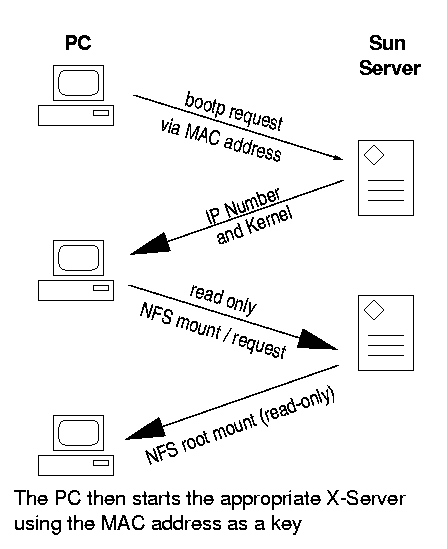 PC
Sun
Server
bootp request
via MAC address
IP Number
and Kernel
read only
NFS mount / request
NFS root mount (read-only)
The PC then starts the appropriate X-Server
using the MAC address as a key